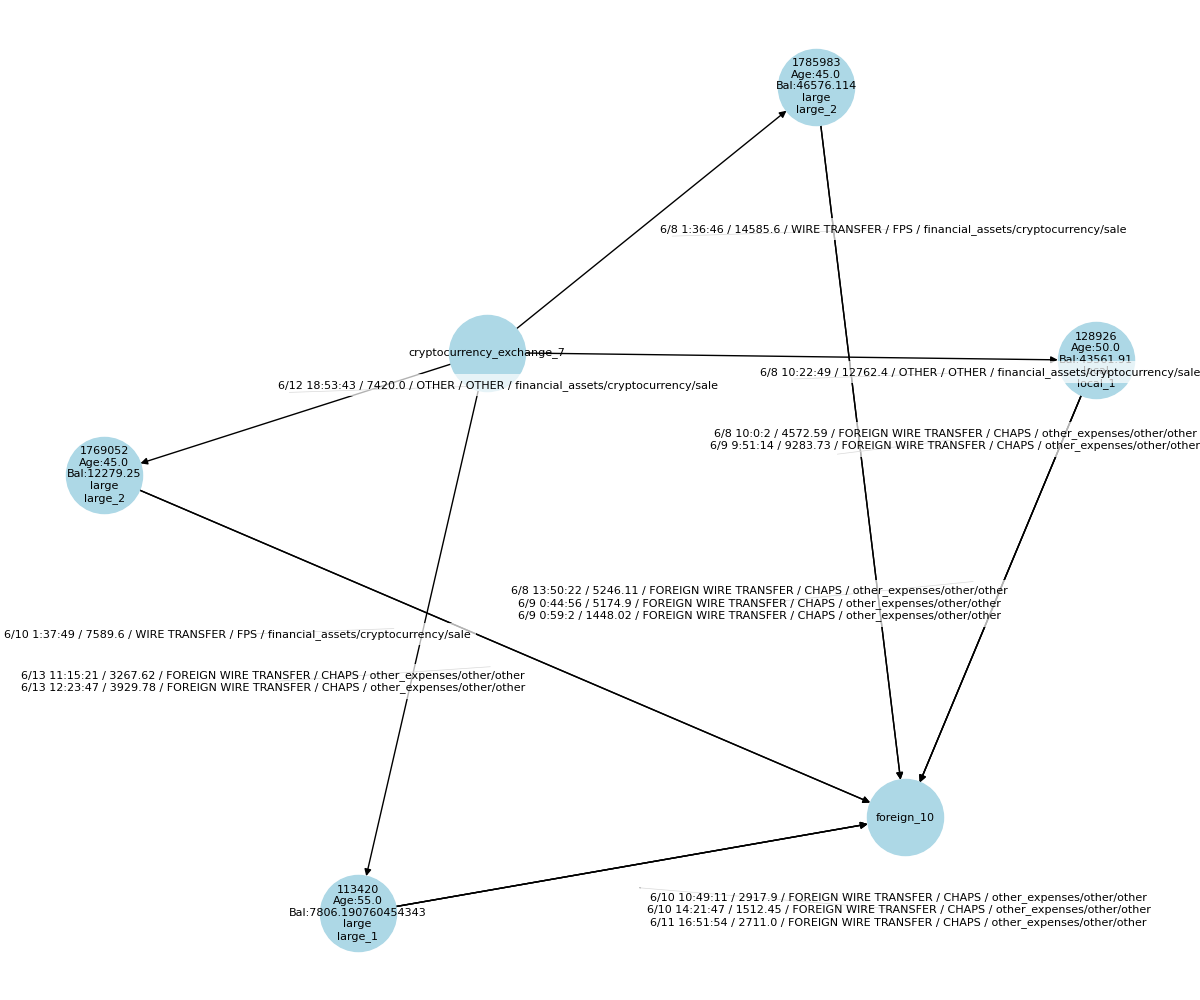 1785983
Age:45.0
Bal:46576.114
large
large_2
6/8 1:36:46 / 14585.6 / WIRE TRANSFER / FPS / financial_assets/cryptocurrency/sale
cryptocurrency_exchange_7
128926
Age:50.0
Bal:43561.91
6/8 10:22:49 / 12762.4 / OTHER / OTHER / financial_assets/cryptocurrency/sale
local_1
6/12 18:53:43 / 7420.0 / OTHER / OTHER / financial_assets/cryptocurrency/sale
6/8 10:0:2 / 4572.59 / FOREIGN WIRE TRANSFER / CHAPS / other_expenses/other/other
6/9 9:51:14 / 9283.73 / FOREIGN WIRE TRANSFER / CHAPS / other_expenses/other/other
1769052
Age:45.0
Bal:12279.25
large
large_2
6/8 13:50:22 / 5246.11 / FOREIGN WIRE TRANSFER / CHAPS / other_expenses/other/other
6/9 0:44:56 / 5174.9 / FOREIGN WIRE TRANSFER / CHAPS / other_expenses/other/other
6/9 0:59:2 / 1448.02 / FOREIGN WIRE TRANSFER / CHAPS / other_expenses/other/other
6/10 1:37:49 / 7589.6 / WIRE TRANSFER / FPS / financial_assets/cryptocurrency/sale
6/13 11:15:21 / 3267.62 / FOREIGN WIRE TRANSFER / CHAPS / other_expenses/other/other
6/13 12:23:47 / 3929.78 / FOREIGN WIRE TRANSFER / CHAPS / other_expenses/other/other
foreign_10
113420
Age:55.0
Bal:7806.190760454343
large
large_1
6/10 10:49:11 / 2917.9 / FOREIGN WIRE TRANSFER / CHAPS / other_expenses/other/other
6/10 14:21:47 / 1512.45 / FOREIGN WIRE TRANSFER / CHAPS / other_expenses/other/other
6/11 16:51:54 / 2711.0 / FOREIGN WIRE TRANSFER / CHAPS / other_expenses/other/other